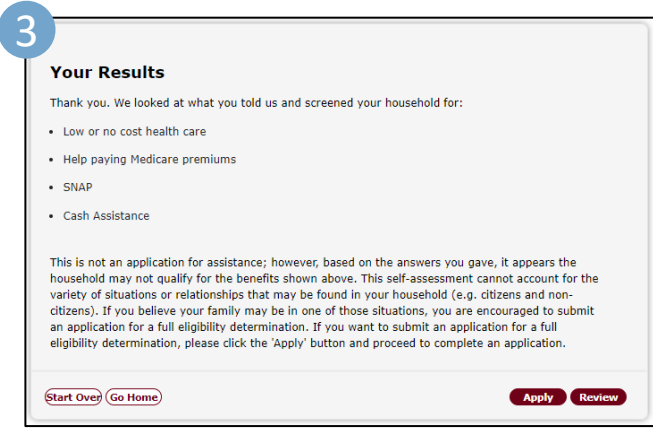 3
Your Results
Thank you. We looked at what you told us and screened your household for:
• Low or no cost health care
• Help paying Medicare premiums
• SNAP
• Cash Assistance
This is not an application for assistance; however, based on the answers you gave, it appears the
household may not qualify for the benefits shown above. This self-assessment cannot account for the
variety of situations or relationships that may be found in your household (e.g. citizens and non-
citizens). If you believe your family may be in one of those situations, you are encouraged to submit
an application for a full eligibility determination. If you want to submit an application for a full
eligibility determination, please click the 'Apply' button and proceed to complete an application.
Start Over Go Home Apply Review